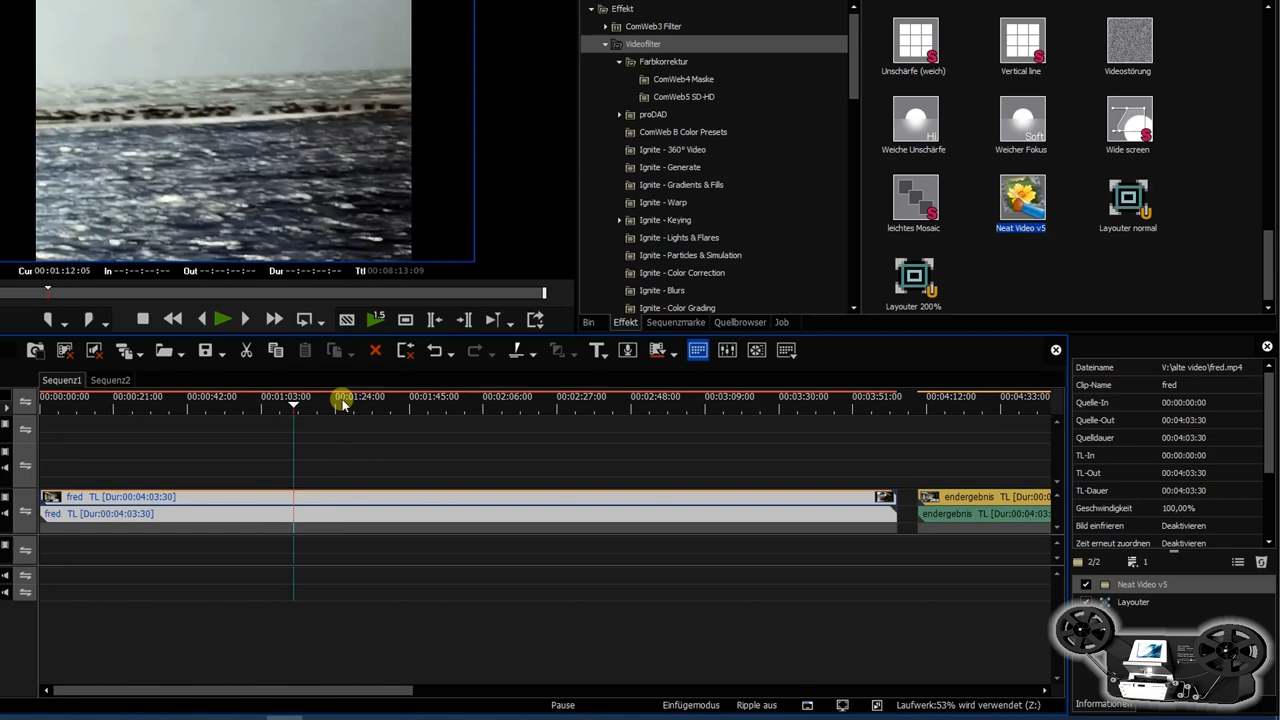 Effekt
ComWeb3 Filter
Videofilter
Farbkorrektur
ComWeb4 Maske
ComWeb5 SD-HD
proDAD
ComWeb B Color Presets
Ignite - 360° Video
Ignite - Generate
Ignite - Gradients & Fills
Ignite - Warp
Ignite - Keying
Ignite - Lights & Flares
Ignite - Particles & Simulation
Ignite - Color Correction
Ignite - Blurs
Ignite - Color Grading
Unschärfe (weich) Vertical line Videostörung
Hi Soft
Weiche Unschärfe Weicher Fokus Wide screen
leichtes Mosaic Neat Video v5 Layouter normal
Layouter 200%
Cur 00:01:12:05 In --:--:--:-- Out --:--:--:-- Dur --:--:--:-- Ttl 00:08:13:09
1.5
Bin Effekt Sequenzmarke Quellbrowser Job
Sequenz1 Sequenz2
00:00:00:00 00:00:21:00 00:00:42:00 00:01:03:00 00:01:24:00 00:01:45:00 00:02:06:00 00:02:27:00 00:02:48:00 00:03:09:00 00:03:30:00 00:03:51:00 00:04:12:00 00:04:33:00
fred TL [Dur:00:04:03:30] endergebnis TL [Dur:00:0
fred TL [Dur:00:04:03:30] endergebnis TL [Dur:00:0
Dateiname V:\alte video\fred.mp4
Clip-Name fred
Quelle-In 00:00:00:00
Quelle-Out 00:04:03:30
Quelldauer 00:04:03:30
TL-In 00:00:00:00
TL-Out 00:04:03:30
TL-Dauer 00:04:03:30
Geschwindigkeit 100,00%
Bild einfrieren Deaktivieren
Zeit erneut zuordnen Deaktivieren
2/2 1
Neat Video v5
Layouter
Informationen
Pause Einfügemodus Ripple aus Laufwerk:53% wird verwendet (Z:)